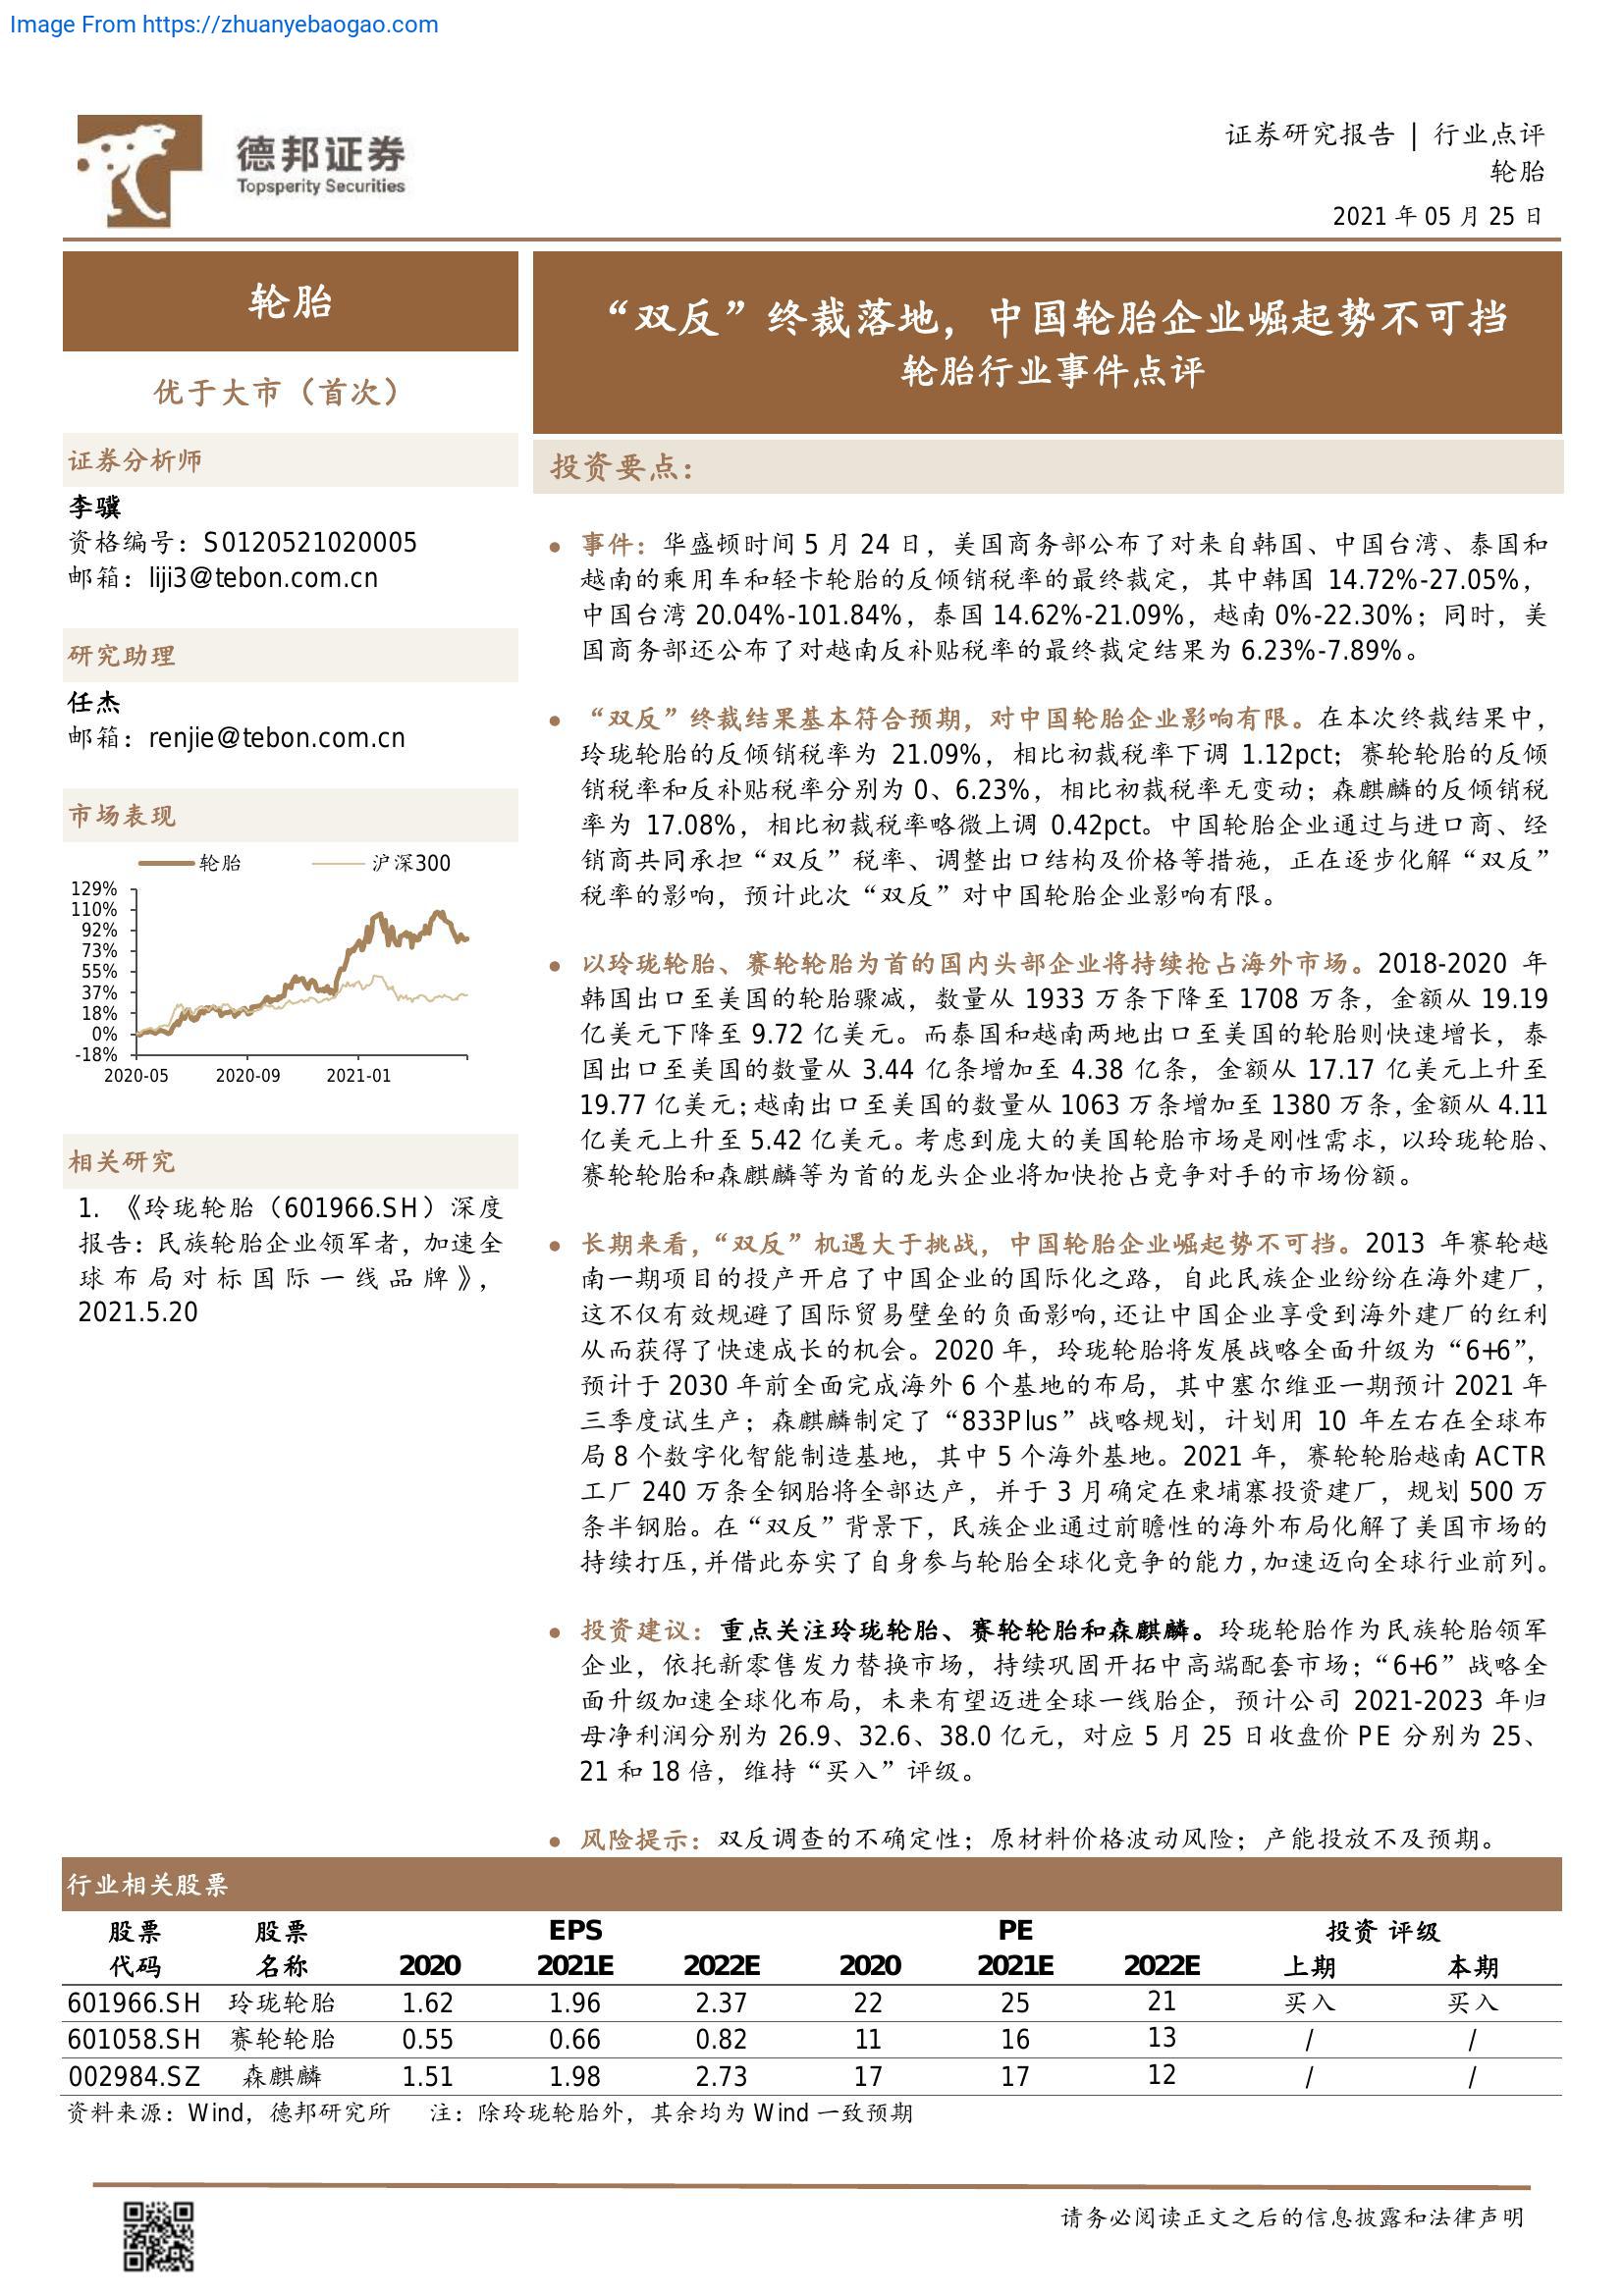 Image From https://zhuanyebaogao.com
德邦证券
Topsperity Securities
证券研究报告 | 行业点评
轮胎
2021 年 05 月 25 日
轮胎
优于大市（首次）
证券分析师
李骥
资格编号：S0120521020005
邮箱：liji3@tebon.com.cn
研究助理
任杰
邮箱：renjie@tebon.com.cn
市场表现
轮胎 沪深300
129%
110%
92%
73%
55%
37%
18%
0%
-18%
2020-05 2020-09 2021-01
相关研究
1. 《玲珑轮胎（601966.SH）深度
报告：民族轮胎企业领军者，加速全
球布局对标国际一线品牌》，
2021.5.20
“双反”终裁落地，中国轮胎企业崛起势不可挡
轮胎行业事件点评
投资要点：
● 事件：华盛顿时间 5 月 24 日，美国商务部公布了对来自韩国、中国台湾、泰国和
越南的乘用车和轻卡轮胎的反倾销税率的最终裁定，其中韩国 14.72%-27.05%，
中国台湾 20.04%-101.84%，泰国 14.62%-21.09%，越南 0%-22.30%；同时，美
国商务部还公布了对越南反补贴税率的最终裁定结果为 6.23%-7.89%。
● “双反”终裁结果基本符合预期，对中国轮胎企业影响有限。在本次终裁结果中，
玲珑轮胎的反倾销税率为 21.09%，相比初裁税率下调 1.12pct；赛轮轮胎的反倾
销税率和反补贴税率分别为 0、6.23%，相比初裁税率无变动；森麒麟的反倾销税
率为 17.08%，相比初裁税率略微上调 0.42pct。中国轮胎企业通过与进口商、经
销商共同承担“双反”税率、调整出口结构及价格等措施，正在逐步化解“双反”
税率的影响，预计此次“双反”对中国轮胎企业影响有限。
● 以玲珑轮胎、赛轮轮胎为首的国内头部企业将持续抢占海外市场。2018-2020 年
韩国出口至美国的轮胎骤减，数量从 1933 万条下降至 1708 万条，金额从 19.19
亿美元下降至 9.72 亿美元。而泰国和越南两地出口至美国的轮胎则快速增长，泰
国出口至美国的数量从 3.44 亿条增加至 4.38 亿条，金额从 17.17 亿美元上升至
19.77 亿美元；越南出口至美国的数量从 1063 万条增加至 1380 万条，金额从 4.11
亿美元上升至 5.42 亿美元。考虑到庞大的美国轮胎市场是刚性需求，以玲珑轮胎、
赛轮轮胎和森麒麟等为首的龙头企业将加快抢占竞争对手的市场份额。
● 长期来看，“双反”机遇大于挑战，中国轮胎企业崛起势不可挡。2013 年赛轮越
南一期项目的投产开启了中国企业的国际化之路，自此民族企业纷纷在海外建厂，
这不仅有效规避了国际贸易壁垒的负面影响，还让中国企业享受到海外建厂的红利
从而获得了快速成长的机会。2020 年，玲珑轮胎将发展战略全面升级为“6+6”，
预计于 2030 年前全面完成海外 6 个基地的布局，其中塞尔维亚一期预计 2021 年
三季度试生产；森麒麟制定了“833Plus”战略规划，计划用 10 年左右在全球布
局 8 个数字化智能制造基地，其中 5 个海外基地。2021 年，赛轮轮胎越南 ACTR
工厂 240 万条全钢胎将全部达产，并于 3 月确定在柬埔寨投资建厂，规划 500 万
条半钢胎。在“双反”背景下，民族企业通过前瞻性的海外布局化解了美国市场的
持续打压，并借此夯实了自身参与轮胎全球化竞争的能力，加速迈向全球行业前列。
● 投资建议：重点关注玲珑轮胎、赛轮轮胎和森麒麟。玲珑轮胎作为民族轮胎领军
企业，依托新零售发力替换市场，持续巩固开拓中高端配套市场；“6+6”战略全
面升级加速全球化布局，未来有望迈进全球一线胎企，预计公司 2021-2023 年归
母净利润分别为 26.9、32.6、38.0 亿元，对应 5 月 25 日收盘价 PE 分别为 25、
21 和 18 倍，维持“买入”评级。
● 风险提示：双反调查的不确定性；原材料价格波动风险；产能投放不及预期。
行业相关股票
股票 股票 EPS PE 投资 评级
代码 名称 2020 2021E 2022E 2020 2021E 2022E 上期 本期
601966.SH 玲珑轮胎 1.62 1.96 2.37 22 25 21 买入 买入
601058.SH 赛轮轮胎 0.55 0.66 0.82 11 16 13 / /
002984.SZ 森麒麟 1.51 1.98 2.73 17 17 12 / /
资料来源：Wind，德邦研究所 注：除玲珑轮胎外，其余均为 Wind 一致预期
请务必阅读正文之后的信息披露和法律声明